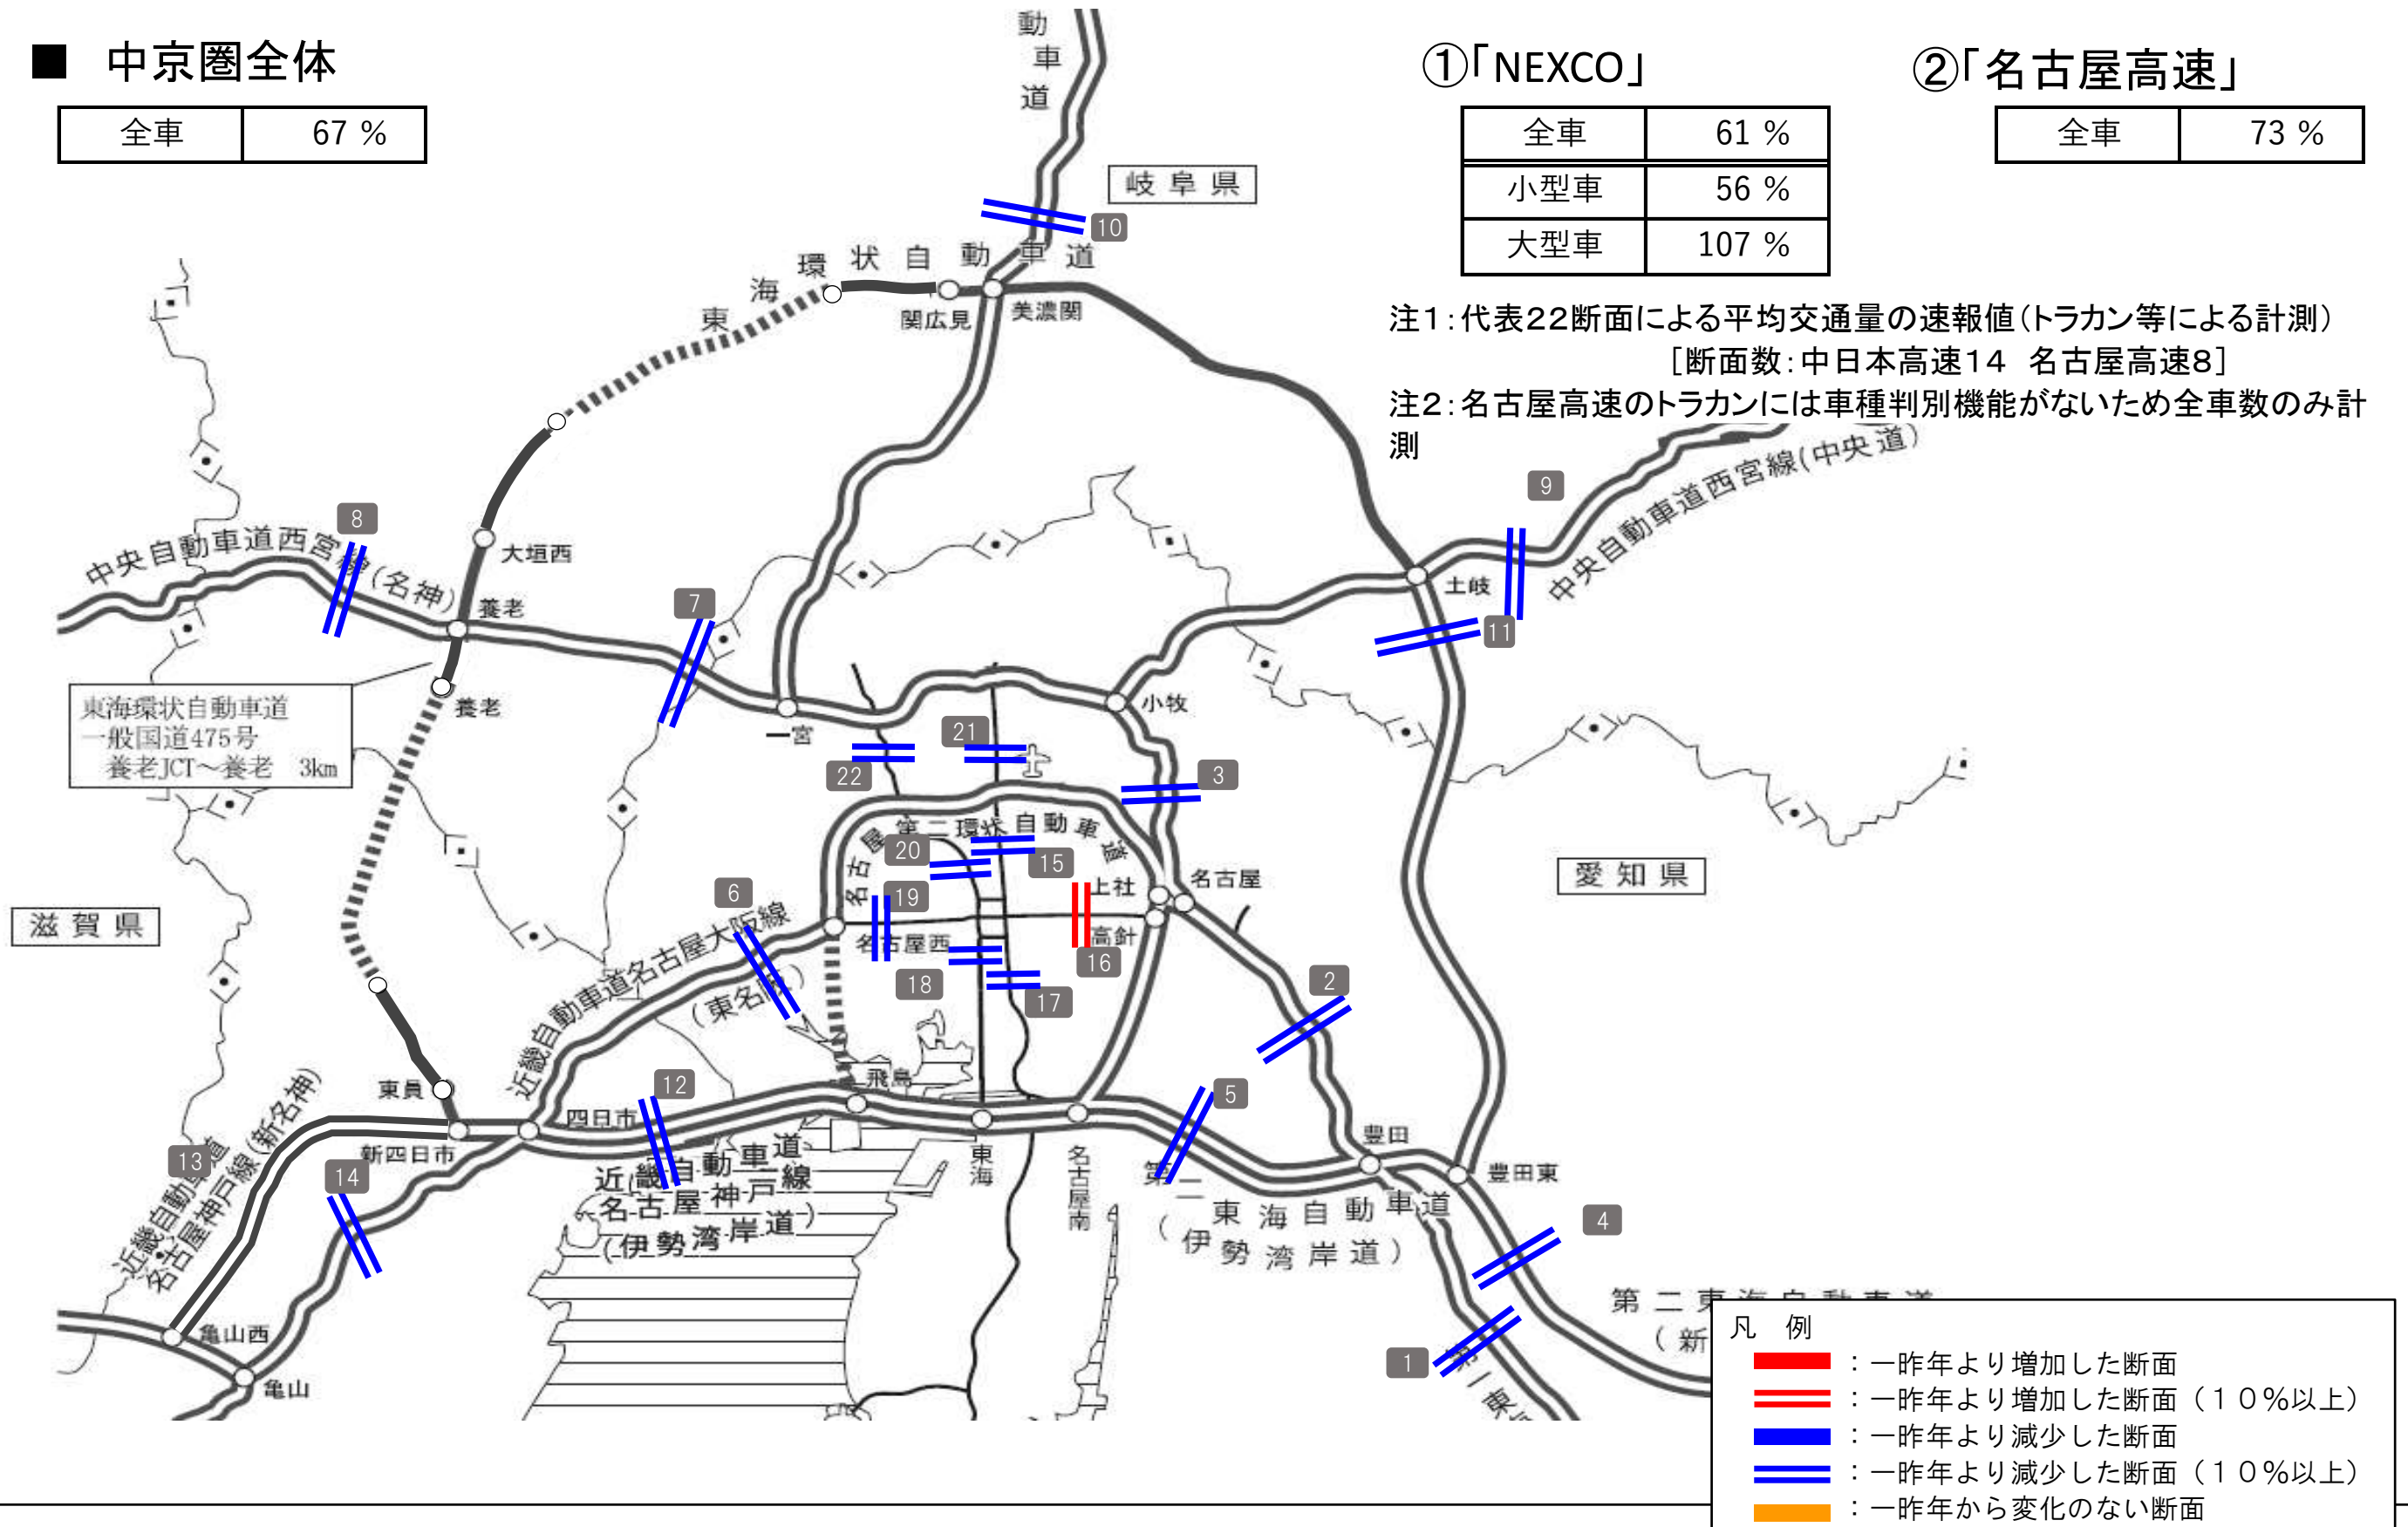 ■ 中京圏全体
全車 67 %
①「NEXCO」
全車 61 %
小型車 56 %
大型車 107 %
②「名古屋高速」
全車 73 %
注1:代表22断面による平均交通量の速報値(トラカン等による計測)
[断面数:中日本高速14 名古屋高速8]
注2:名古屋高速のトラカンには車種判別機能がないため全車数のみ計
測
動車道
岐阜県
10
東海環状自動車道
関広見
美濃関
9
中央自動車道西宮線(中央道)
8
中央自動車道西宮線(名神)
大垣西
養老
7
土岐
11
東海環状自動車道
一般国道475号
養老JCT～養老 3km
養老
一宮
小牧
21
22
3
名古屋第二環状自動車道
20
15
上社
名古屋
愛知県
6
19
滋賀県
名古屋西
高針
16
近畿自動車道名古屋大阪線
(東名阪)
18
17
2
東員
12
飛島
5
四日市
新四日市
13
14
近畿自動車道
名古屋神戸線(新名神)
近畿自動車道
名古屋神戸線
(伊勢湾岸道)
東海
名古屋南
豊田
豊田東
第二東海自動車道
(伊勢湾岸道)
4
亀山西
亀山
1
第一東
第二東海自動車道
(新
凡 例
:一昨年より増加した断面
:一昨年より増加した断面(10%以上)
:一昨年より減少した断面
:一昨年より減少した断面(10%以上)
:一昨年から変化のない断面